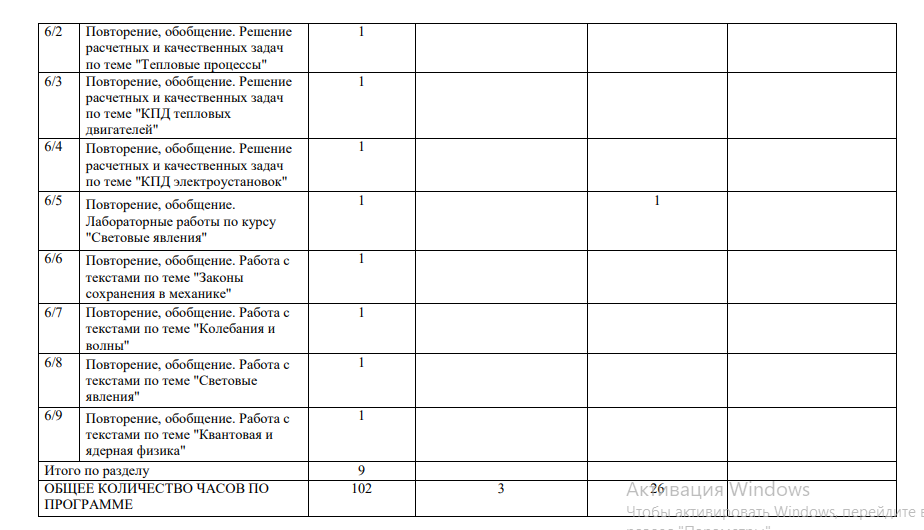 6/2 Повторение, обобщение. Решение 1
расчетных и качественных задач
по теме "Тепловые процессы"
6/3 Повторение, обобщение. Решение 1
расчетных и качественных задач
по теме "КПД тепловых
двигателей"
6/4 Повторение, обобщение. Решение 1
расчетных и качественных задач
по теме "КПД электроустановок"
6/5 Повторение, обобщение. 1 1
Лабораторные работы по курсу
"Световые явления"
6/6 Повторение, обобщение. Работа с 1
текстами по теме "Законы
сохранения в механике"
6/7 Повторение, обобщение. Работа с 1
текстами по теме "Колебания и
волны"
6/8 Повторение, обобщение. Работа с 1
текстами по теме "Световые
явления"
6/9 Повторение, обобщение. Работа с 1
текстами по теме "Квантовая и
ядерная физика"
Итого по разделу 9
ОБЩЕЕ КОЛИЧЕСТВО ЧАСОВ ПО 102 3 26
ПРОГРАММЕ
Активация Windows
Чтобы активировать Windows, перейдите в